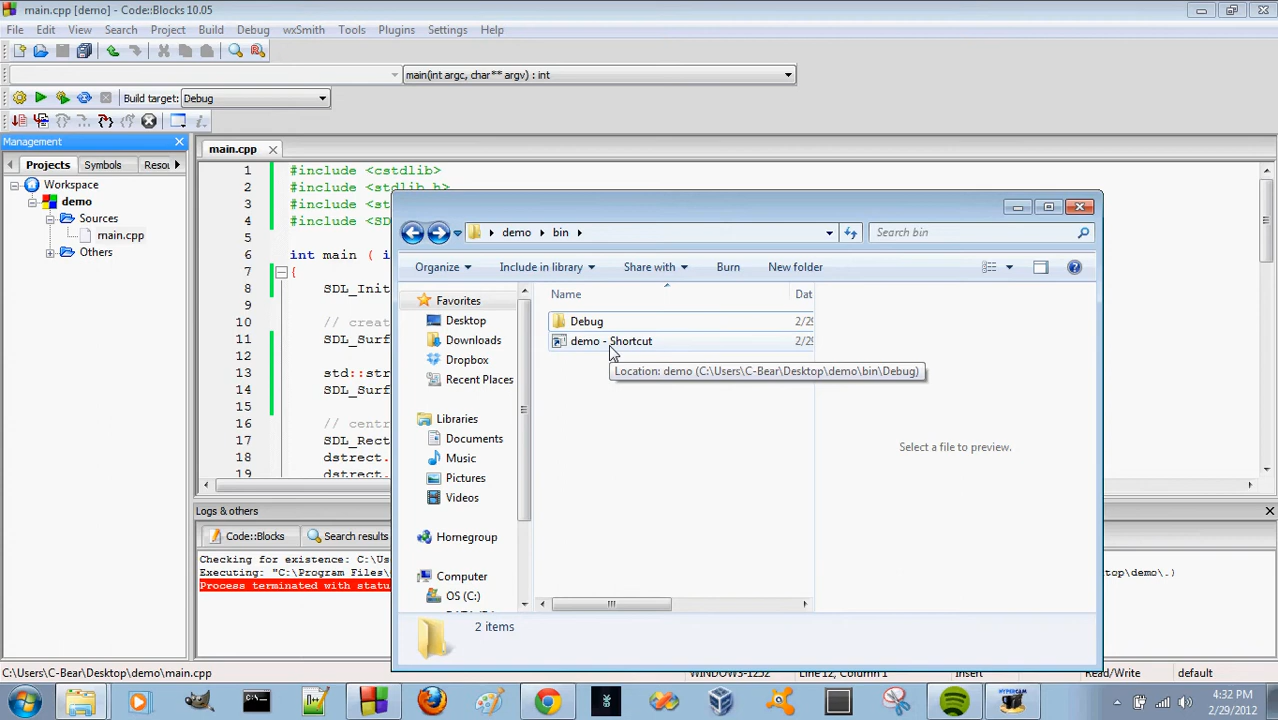 main.cpp [demo] - Code::Blocks 10.05
File Edit View Search Project Build Debug wxSmith Tools Plugins Settings Help
main(int argc, char** argv) : int
Build target: Debug
Management
main.cpp
Projects Symbols Resou
Workspace
demo
Sources
main.cpp
Others
1 #include <cstdlib>
2 #include <stdlib.h>
3 #include <st
4 #include <SD
5
6 int main ( i
7 {
8 SDL_Init
9
10 // crea
11 SDL_Surf
12
13 std::str
14 SDL_Surf
15
16 // centr
17 SDL_Rect
18 dstrect.
19 dstrect.
demo bin
Search bin
Organize Include in library Share with Burn New folder
Favorites
Desktop
Downloads
Dropbox
Recent Places
Libraries
Documents
Music
Pictures
Videos
Homegroup
Computer
OS (C:)
Name Dat
Debug 2/29
demo - Shortcut 2/29
Location: demo (C:\Users\C-Bear\Desktop\demo\bin\Debug)
Select a file to preview.
2 items
Logs & others
Code::Blocks Search results
Checking for existence: C:\Us
Executing: "C:\Program Files\ top\demo\.)
Process terminated with statu
C:\Users\C-Bear\Desktop\demo\main.cpp WINDOWS-1252 Line 12, Column 1 Insert Read/Write default
4:32 PM
2/29/2012